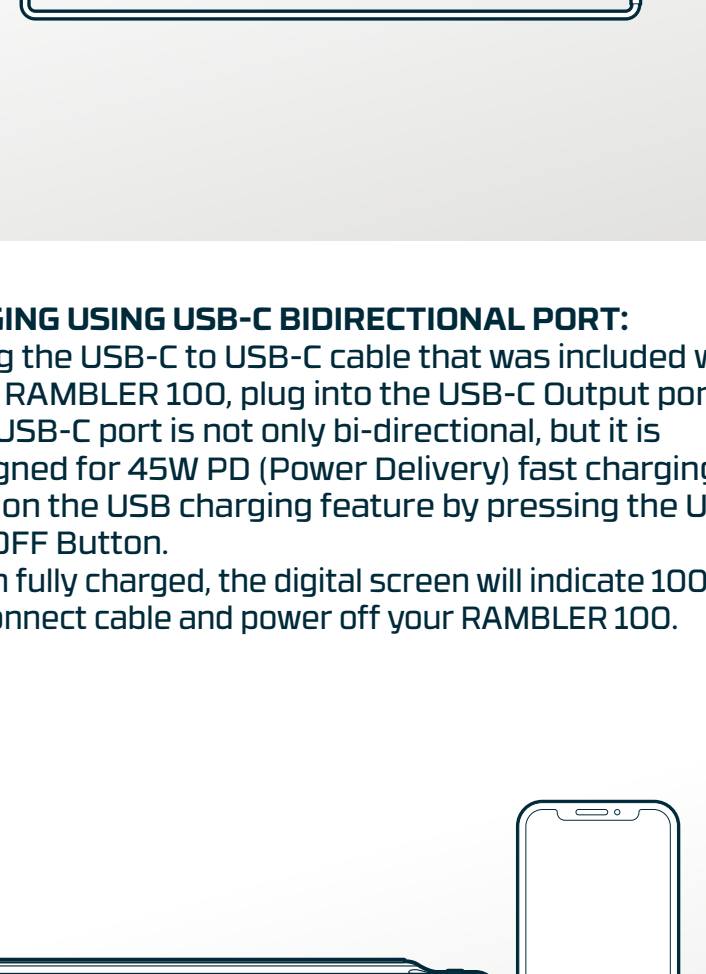 GING USING USB-C BIDIRECTIONAL PORT:
g the USB-C to USB-C cable that was included w
RAMBLER 100, plug into the USB-C Output por
USB-C port is not only bi-directional, but it is
gned for 45W PD (Power Delivery) fast charging
on the USB charging feature by pressing the U
OFF Button.
n fully charged, the digital screen will indicate 100
onnect cable and power off your RAMBLER 100.